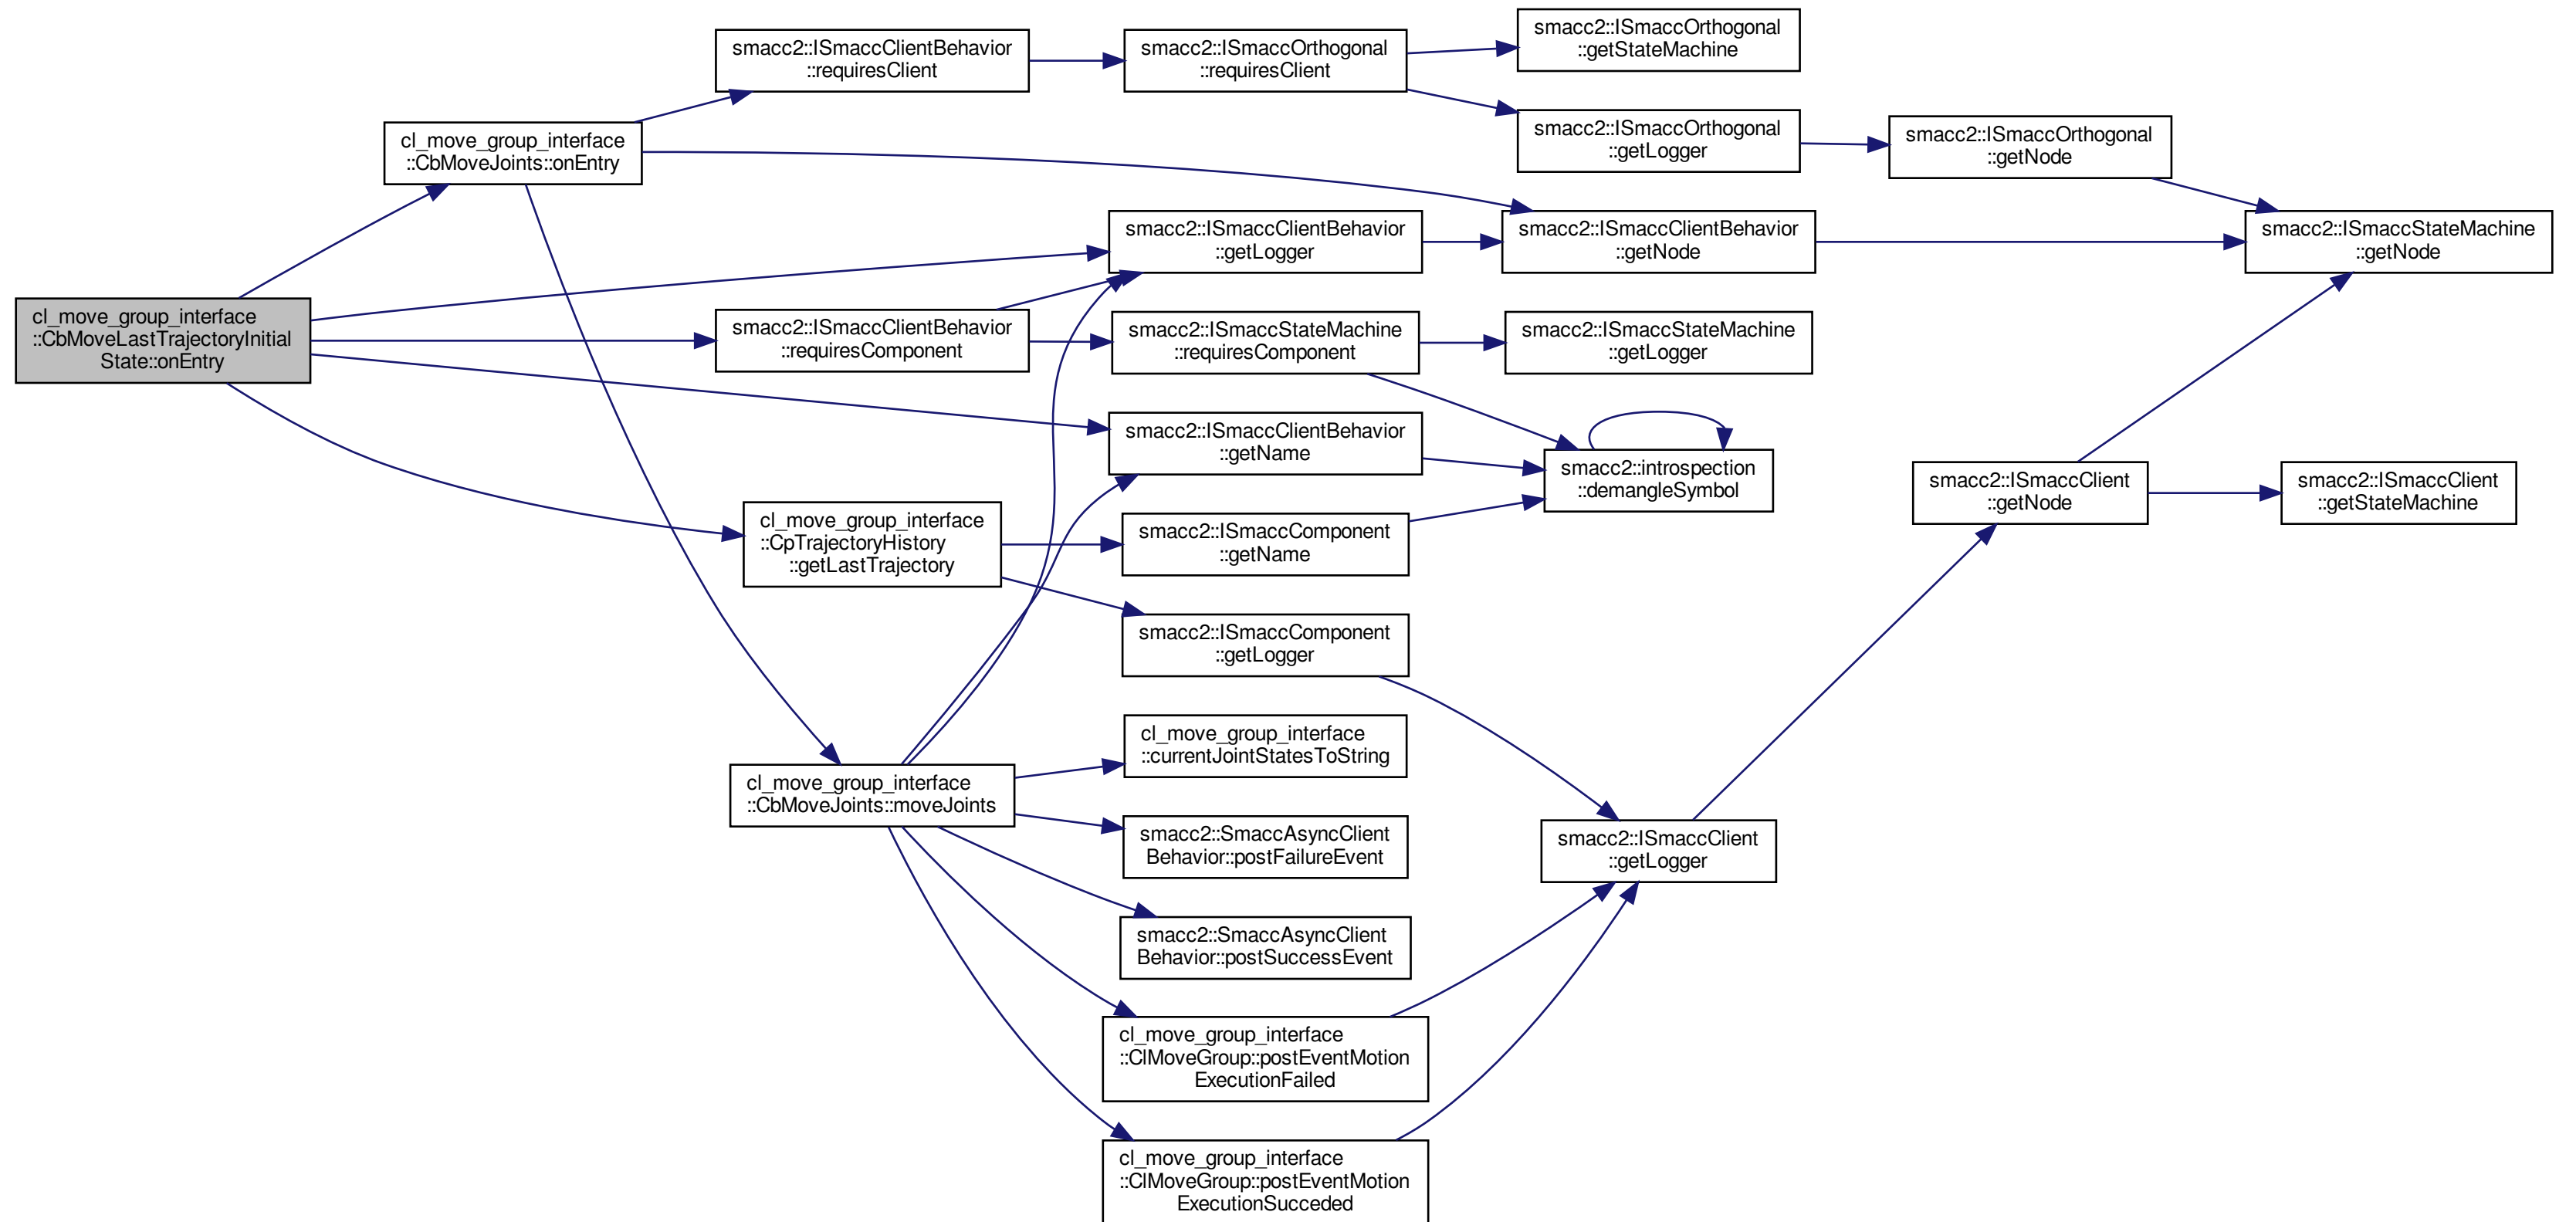 cl_move_group_interface
::CbMoveLastTrajectoryInitial
State::onEntry
cl_move_group_interface
::CbMoveJoints::onEntry
smacc2::ISmaccClientBehavior
::requiresClient
smacc2::ISmaccOrthogonal
::requiresClient
smacc2::ISmaccOrthogonal
::getStateMachine
smacc2::ISmaccOrthogonal
::getLogger
smacc2::ISmaccOrthogonal
::getNode
smacc2::ISmaccClientBehavior
::getLogger
smacc2::ISmaccClientBehavior
::getNode
smacc2::ISmaccStateMachine
::getNode
smacc2::ISmaccClientBehavior
::requiresComponent
smacc2::ISmaccStateMachine
::requiresComponent
smacc2::ISmaccStateMachine
::getLogger
smacc2::ISmaccClientBehavior
::getName
smacc2::introspection
::demangleSymbol
cl_move_group_interface
::CpTrajectoryHistory
::getLastTrajectory
smacc2::ISmaccComponent
::getName
smacc2::ISmaccClient
::getNode
smacc2::ISmaccClient
::getStateMachine
smacc2::ISmaccComponent
::getLogger
cl_move_group_interface
::CbMoveJoints::moveJoints
cl_move_group_interface
::currentJointStatesToString
smacc2::SmaccAsyncClient
Behavior::postFailureEvent
smacc2::ISmaccClient
::getLogger
smacc2::SmaccAsyncClient
Behavior::postSuccessEvent
cl_move_group_interface
::ClMoveGroup::postEventMotion
ExecutionFailed
cl_move_group_interface
::ClMoveGroup::postEventMotion
ExecutionSucceded